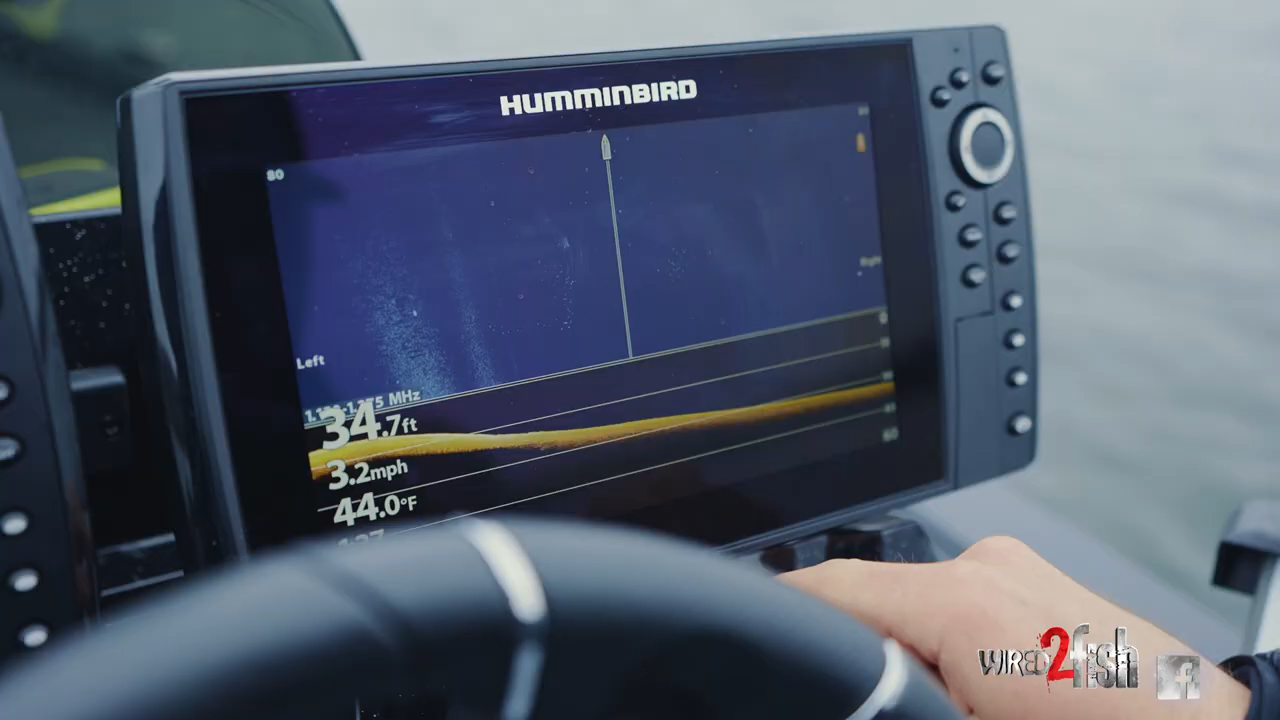 HUMMINBIRD
80
Right
Left
MHz
34.7ft
3.2mph
44.0°F
WIRED2fish
f